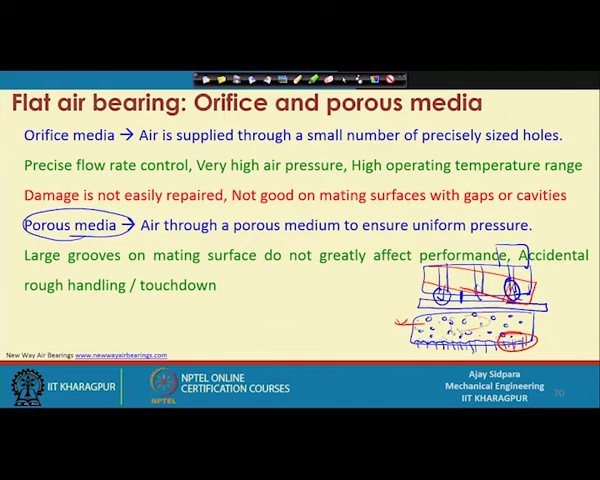 Flat air bearing: Orifice and porous media
Orifice media → Air is supplied through a small number of precisely sized holes.
Precise flow rate control, Very high air pressure, High operating temperature range
Damage is not easily repaired, Not good on mating surfaces with gaps or cavities
Porous media → Air through a porous medium to ensure uniform pressure.
Large grooves on mating surface do not greatly affect performance, Accidental
rough handling / touchdown
New Way Air Bearings www.newwayairbearings.com
IIT KHARAGPUR
NPTEL
NPTEL ONLINE
CERTIFICATION COURSES
Ajay Sidpara
Mechanical Engineering
IIT KHARAGPUR
70